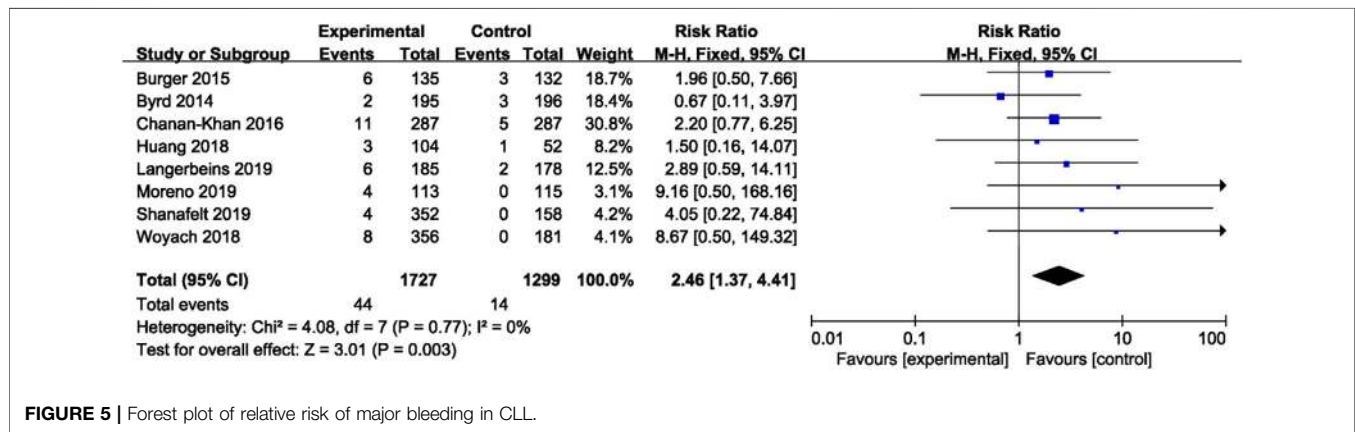 Experimental Control Risk Ratio Risk Ratio
Study or Subgroup Events Total Events Total Weight M-H, Fixed, 95% CI M-H, Fixed, 95% CI
Burger 2015 6 135 3 132 18.7% 1.96 [0.50, 7.66]
Byrd 2014 2 195 3 196 18.4% 0.67 [0.11, 3.97]
Chanan-Khan 2016 11 287 5 287 30.8% 2.20 [0.77, 6.25]
Huang 2018 3 104 1 52 8.2% 1.50 [0.16, 14.07]
Langerbeins 2019 6 185 2 178 12.5% 2.89 [0.59, 14.11]
Moreno 2019 4 113 0 115 3.1% 9.16 [0.50, 168.16]
Shanafelt 2019 4 352 0 158 4.2% 4.05 [0.22, 74.84]
Woyach 2018 8 356 0 181 4.1% 8.67 [0.50, 149.32]
Total (95% CI) 1727 1299 100.0% 2.46 [1.37, 4.41]
Total events 44 14
Heterogeneity: Chi² = 4.08, df = 7 (P = 0.77); I² = 0%
Test for overall effect: Z = 3.01 (P = 0.003)
0.01 0.1 1 10 100
Favours [experimental] Favours [control]
FIGURE 5 | Forest plot of relative risk of major bleeding in CLL.